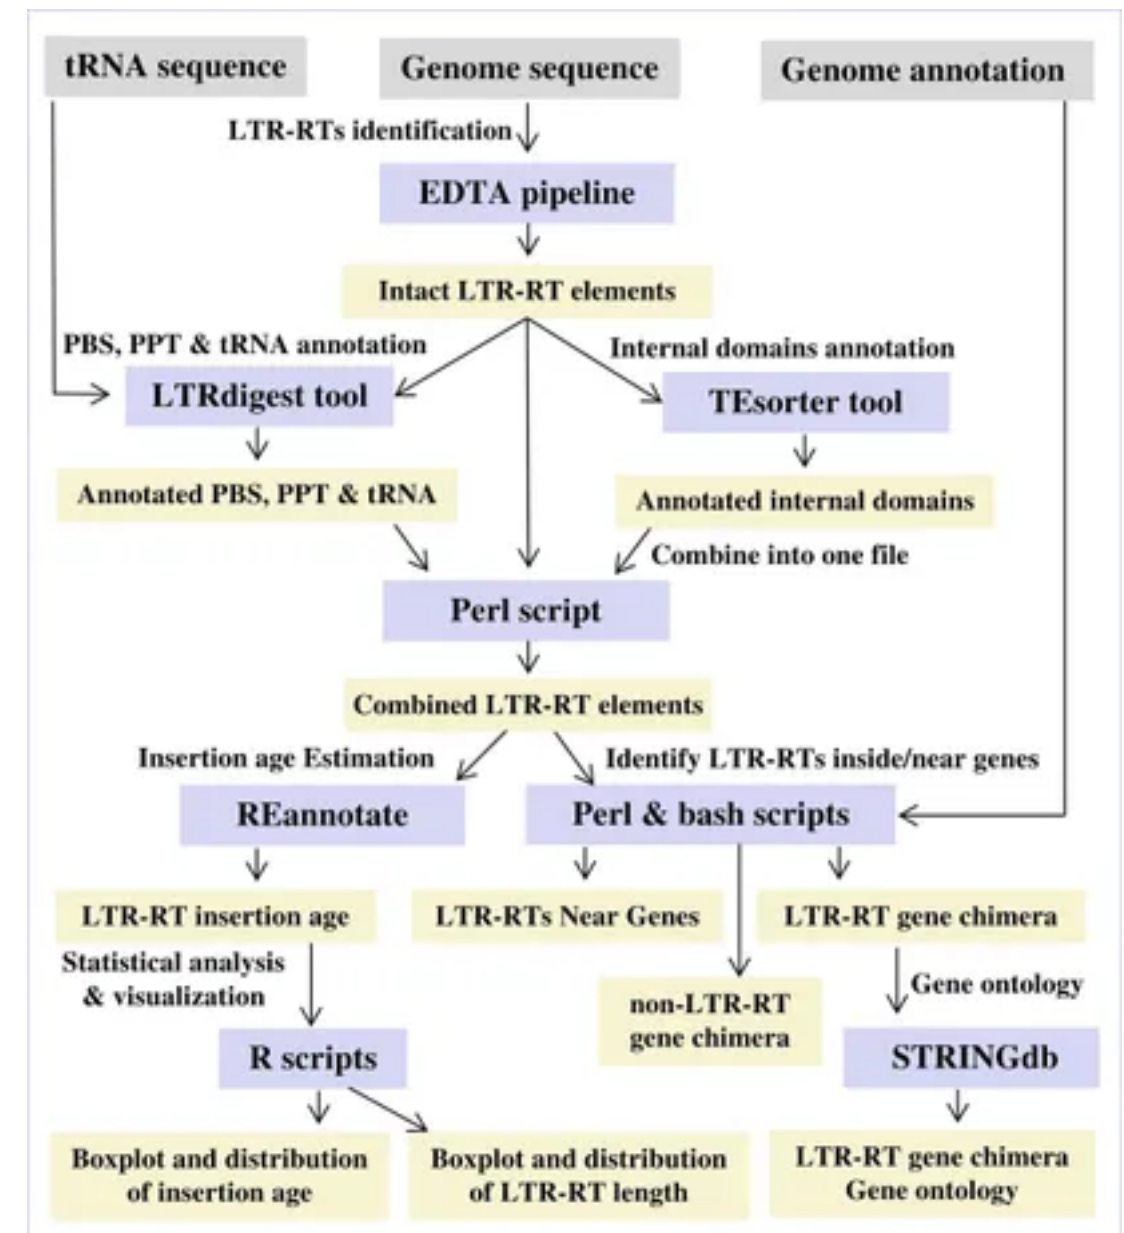 tRNA sequence
Genome sequence
Genome annotation
LTR-RTs identification
EDTA pipeline
Intact LTR-RT elements
PBS, PPT & tRNA annotation
Internal domains annotation
LTRdigest tool
TEsorter tool
Annotated PBS, PPT & tRNA
Annotated internal domains
Combine into one file
Perl script
Combined LTR-RT elements
Insertion age Estimation
Identify LTR-RTs inside/near genes
REannotate
Perl & bash scripts
LTR-RT insertion age
LTR-RTs Near Genes
LTR-RT gene chimera
Statistical analysis
& visualization
Gene ontology
non-LTR-RT
gene chimera
R scripts
STRINGdb
Boxplot and distribution
of insertion age
Boxplot and distribution
of LTR-RT length
LTR-RT gene chimera
Gene ontology